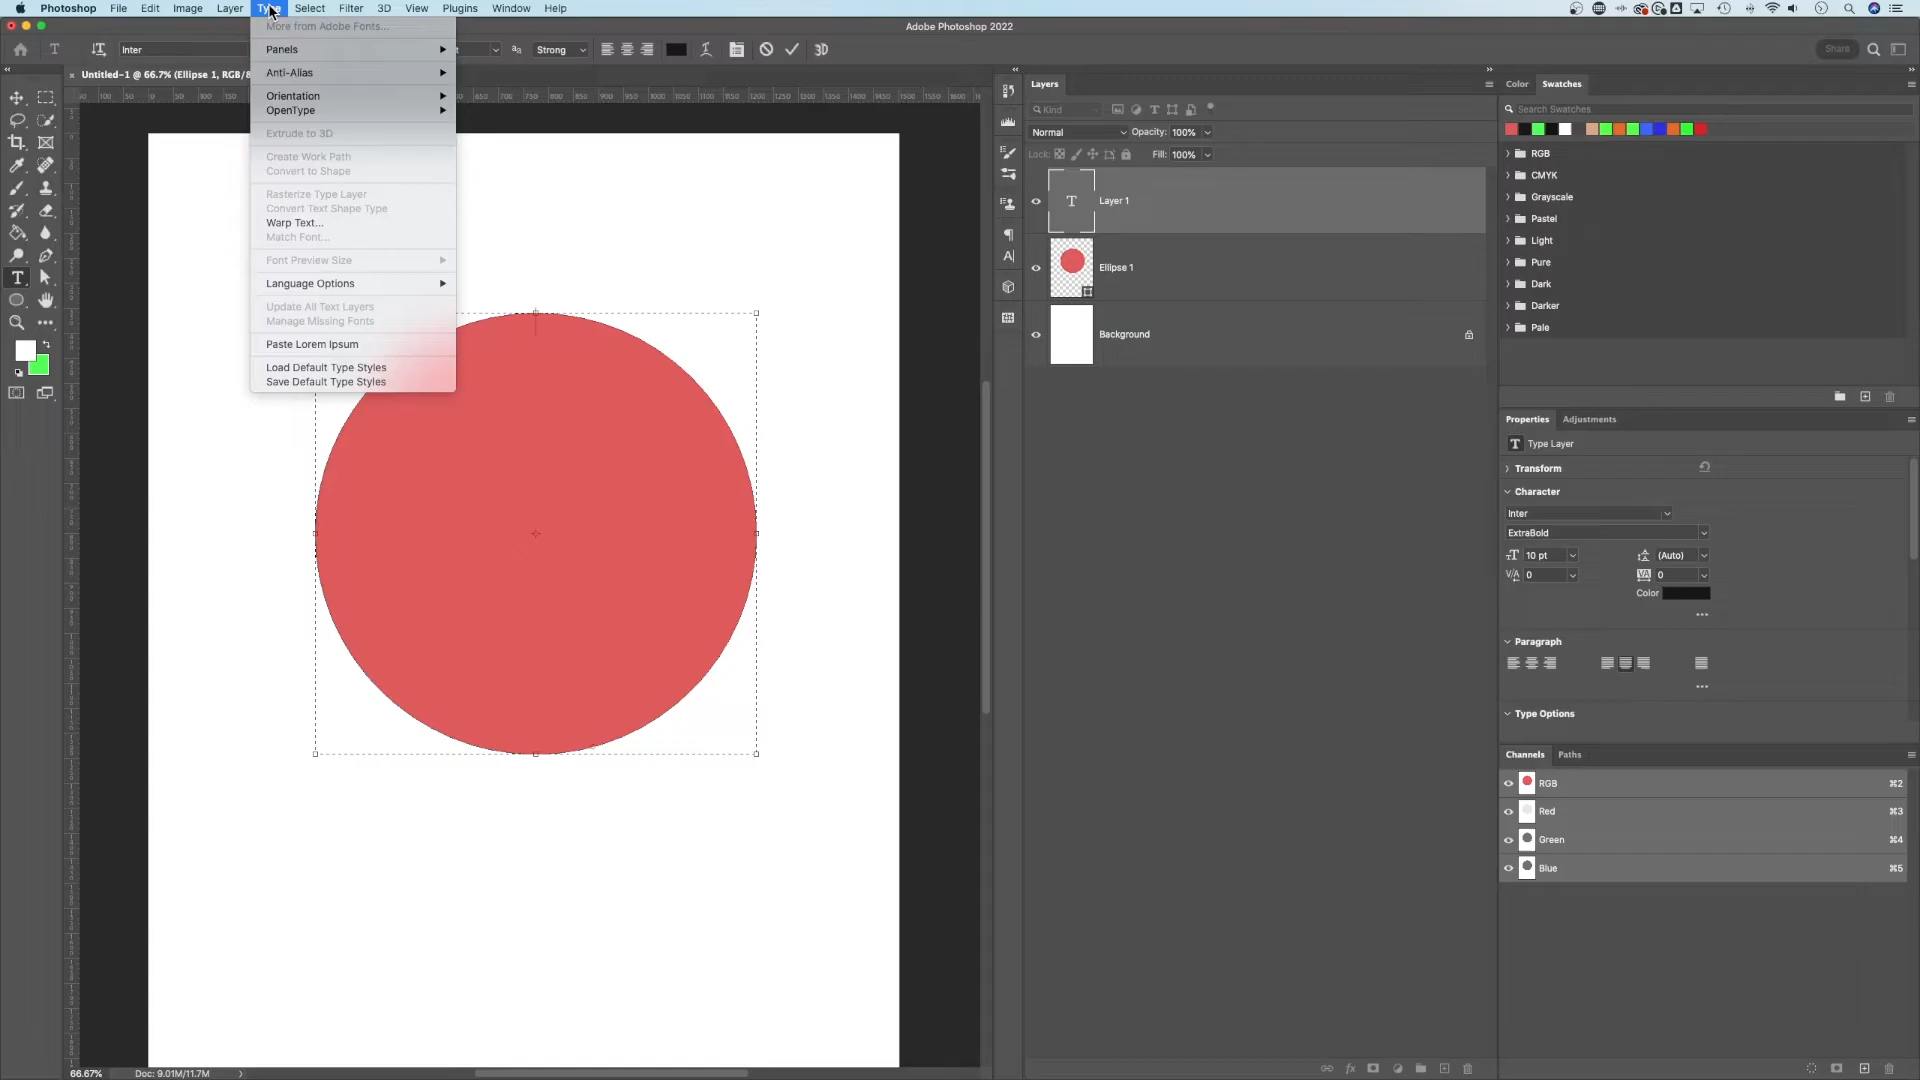 Photoshop File Edit Image Layer Type Select Filter 3D View Plugins Window Help
Adobe Photoshop 2022
Inter
Strong
3D
Share
Untitled-1 @ 66.7% (Ellipse 1, RGB/8
More from Adobe Fonts...
Panels
Anti-Alias
Orientation
OpenType
Extrude to 3D
Create Work Path
Convert to Shape
Rasterize Type Layer
Convert Text Shape Type
Warp Text...
Match Font...
Font Preview Size
Language Options
Update All Text Layers
Manage Missing Fonts
Paste Lorem Ipsum
Load Default Type Styles
Save Default Type Styles
Layers
Kind
Normal Opacity: 100%
Lock: Fill: 100%
T Layer 1
Ellipse 1
Background
Color Swatches
Search Swatches
RGB
CMYK
Grayscale
Pastel
Light
Pure
Dark
Darker
Pale
Properties Adjustments
T Type Layer
Transform
Character
Inter
ExtraBold
10 pt (Auto)
0 0
Color
Paragraph
Type Options
Channels Paths
RGB ⌘2
Red ⌘3
Green ⌘4
Blue ⌘5
66.67% Doc: 9.01M/11.7M